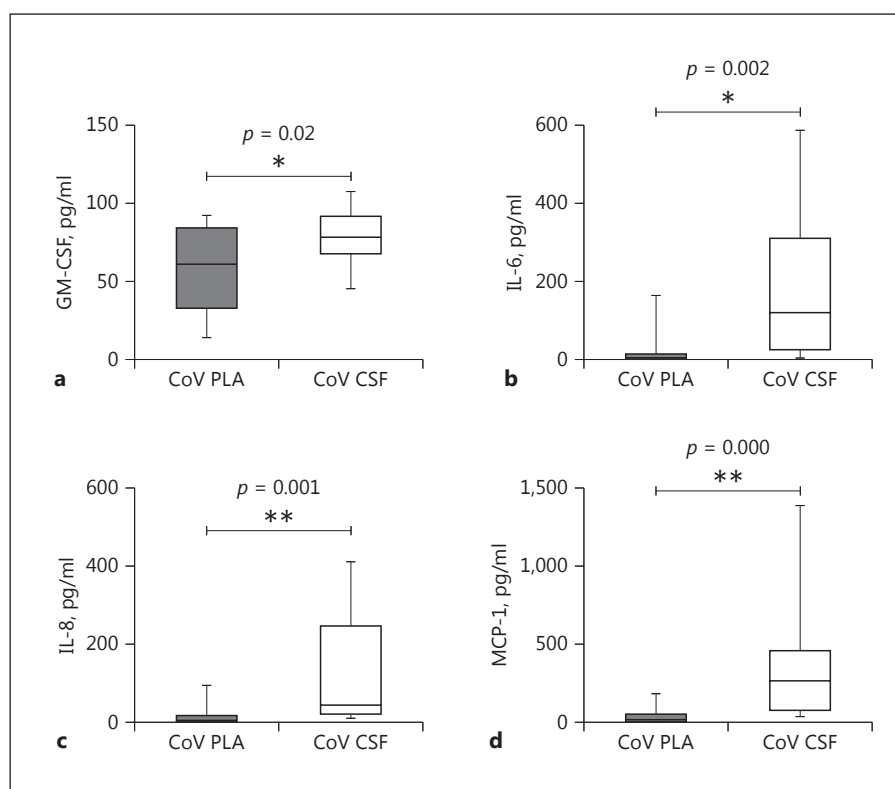 p = 0.02
*
150
100
50
0
GM-CSF, pg/ml
CoV PLA
CoV CSF
a
p = 0.002
*
600
400
200
0
IL-6, pg/ml
CoV PLA
CoV CSF
b
p = 0.001
**
600
400
200
0
IL-8, pg/ml
CoV PLA
CoV CSF
c
p = 0.000
**
1,500
1,000
500
0
MCP-1, pg/ml
CoV PLA
CoV CSF
d